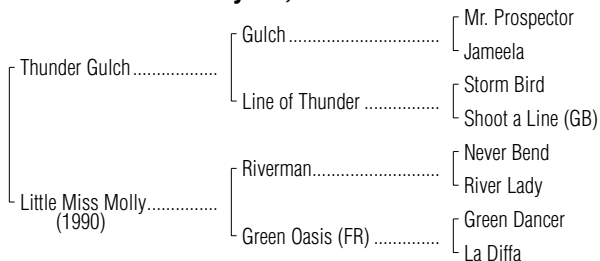 Mr. Prospector
Gulch
Jameela
Thunder Gulch
Storm Bird
Line of Thunder
Shoot a Line (GB)
Never Bend
Riverman
River Lady
Little Miss Molly
(1990)
Green Dancer
Green Oasis (FR)
La Diffa